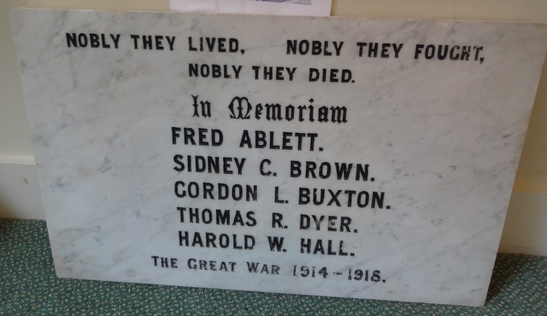 NOBLY THEY LIVED, NOBLY THEY FOUGHT,
NOBLY THEY DIED.
In Memoriam
FRED ABLETT.
SIDNEY C. BROWN.
GORDON L. BUXTON.
THOMAS R. DYER.
HAROLD W. HALL.
THE GREAT WAR 1914-1918.